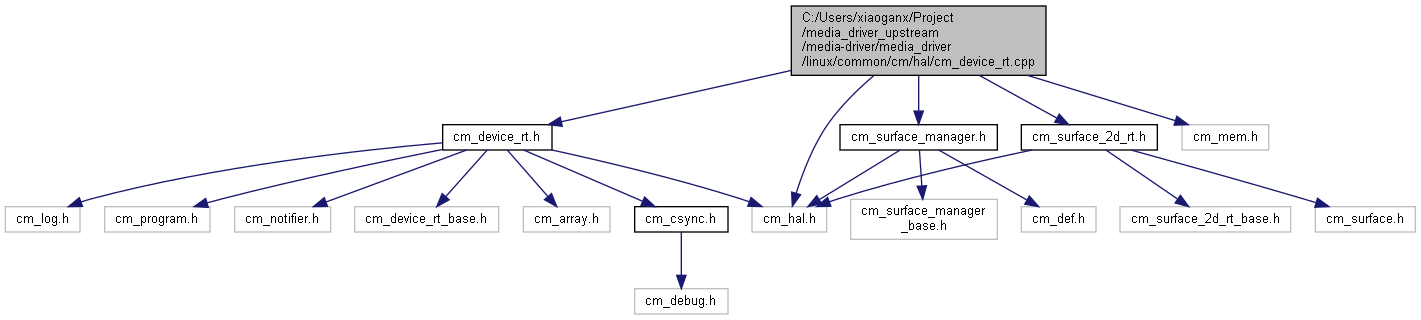 C:/Users/xiaoganx/Project
/media_driver_upstream
/media-driver/media_driver
/linux/common/cm/hal/cm_device_rt.cpp
cm_device_rt.h
cm_surface_manager.h
cm_surface_2d_rt.h
cm_mem.h
cm_log.h
cm_program.h
cm_notifier.h
cm_device_rt_base.h
cm_array.h
cm_csync.h
cm_hal.h
cm_surface_manager
_base.h
cm_def.h
cm_surface_2d_rt_base.h
cm_surface.h
cm_debug.h